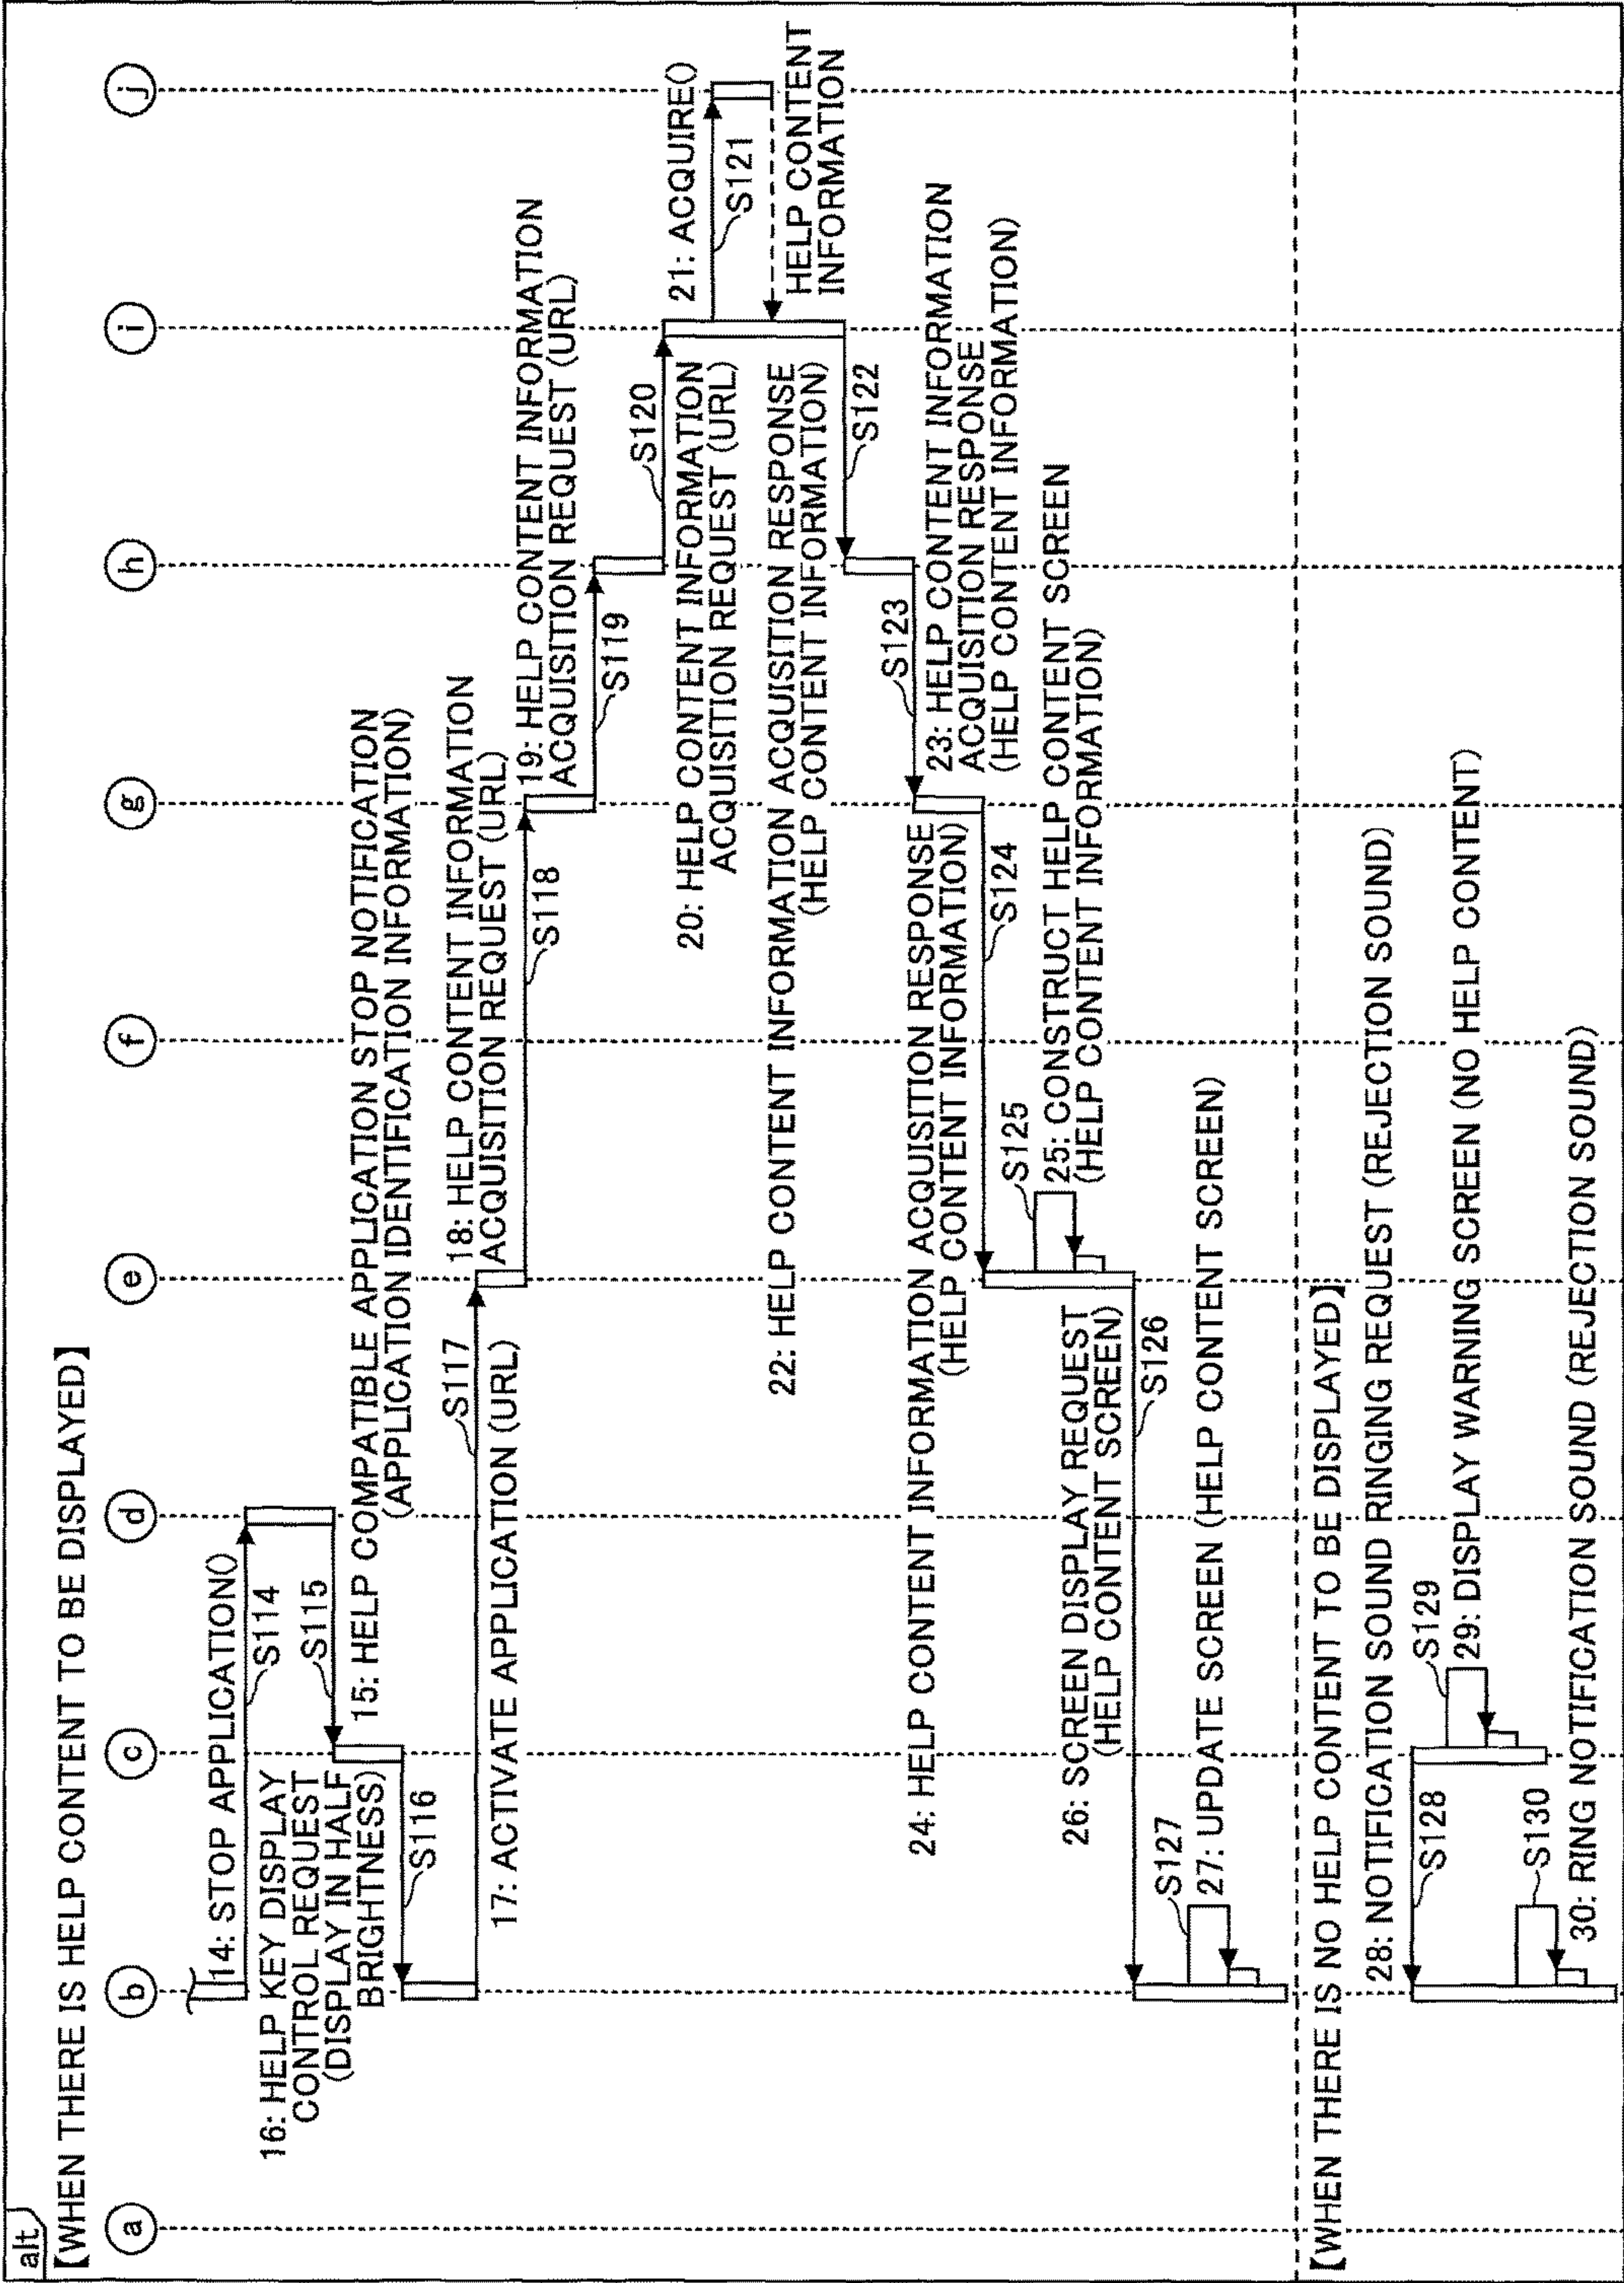 alt
【WHEN THERE IS HELP CONTENT TO BE DISPLAYED】
a
b
c
d
e
f
g
h
i
j
14: STOP APPLICATION()
S114
S115
15: HELP COMPATIBLE APPLICATION STOP NOTIFICATION
(APPLICATION IDENTIFICATION INFORMATION)
16: HELP KEY DISPLAY
CONTROL REQUEST
(DISPLAY IN HALF
BRIGHTNESS)
S116
S117
17: ACTIVATE APPLICATION (URL)
18: HELP CONTENT INFORMATION
ACQUISITION REQUEST (URL)
S118
19: HELP CONTENT INFORMATION
ACQUISITION REQUEST (URL)
S119
S120
20: HELP CONTENT INFORMATION
ACQUISITION REQUEST (URL)
21: ACQUIRE()
S121
HELP CONTENT
INFORMATION
22: HELP CONTENT INFORMATION ACQUISITION RESPONSE
(HELP CONTENT INFORMATION)
S122
S123
23: HELP CONTENT INFORMATION
ACQUISITION RESPONSE
(HELP CONTENT INFORMATION)
24: HELP CONTENT INFORMATION ACQUISITION RESPONSE
(HELP CONTENT INFORMATION)
S124
S125
25: CONSTRUCT HELP CONTENT SCREEN
(HELP CONTENT INFORMATION)
26: SCREEN DISPLAY REQUEST
(HELP CONTENT SCREEN)
S126
S127
27: UPDATE SCREEN (HELP CONTENT SCREEN)
【WHEN THERE IS NO HELP CONTENT TO BE DISPLAYED】
28: NOTIFICATION SOUND RINGING REQUEST (REJECTION SOUND)
S128
S129
29: DISPLAY WARNING SCREEN (NO HELP CONTENT)
S130
30: RING NOTIFICATION SOUND (REJECTION SOUND)